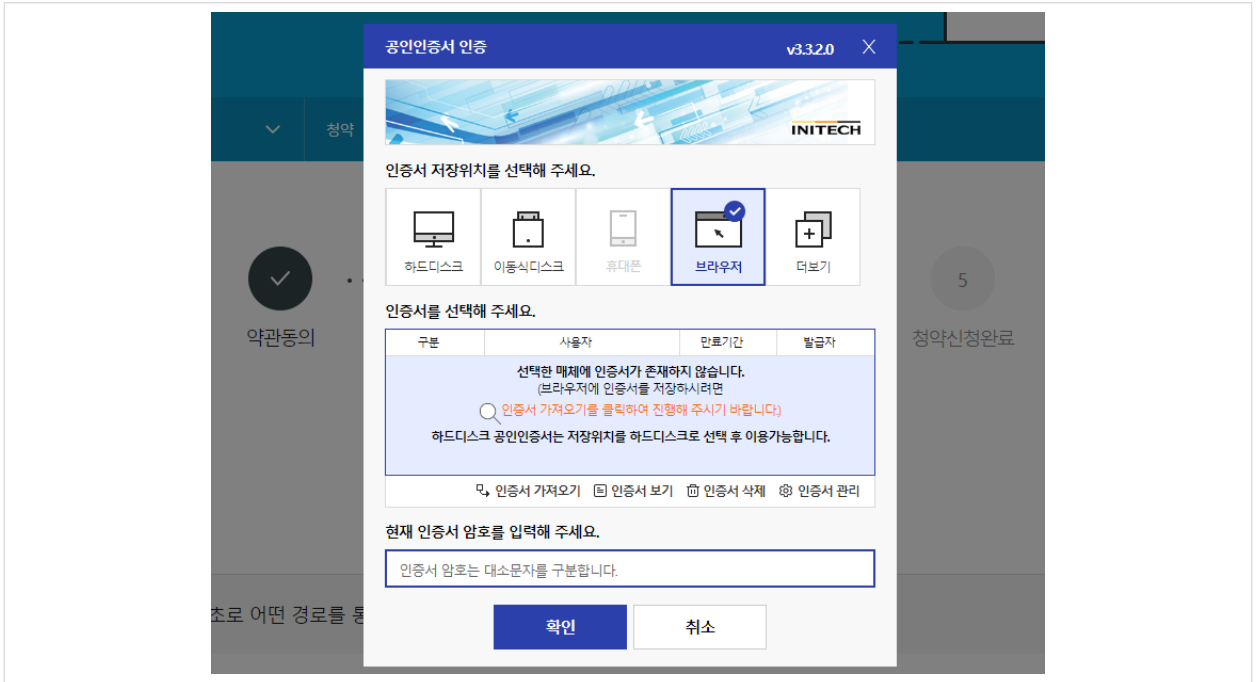 공인인증서 인증
v3.3.2.0
청약
INITECH
인증서 저장위치를 선택해 주세요.
하드디스크
이동식디스크
휴대폰
브라우저
더보기
약관동의
5
청약신청완료
인증서를 선택해 주세요.
구분 사용자 만료기간 발급자
선택한 매체에 인증서가 존재하지 않습니다.
(브라우저에 인증서를 저장하시려면
인증서 가져오기를 클릭하여 진행해 주시기 바랍니다)
하드디스크 공인인증서는 저장위치를 하드디스크로 선택 후 이용가능합니다.
인증서 가져오기 인증서 보기 인증서 삭제 인증서 관리
현재 인증서 암호를 입력해 주세요.
인증서 암호는 대소문자를 구분합니다.
초로 어떤 경로를 통
확인
취소